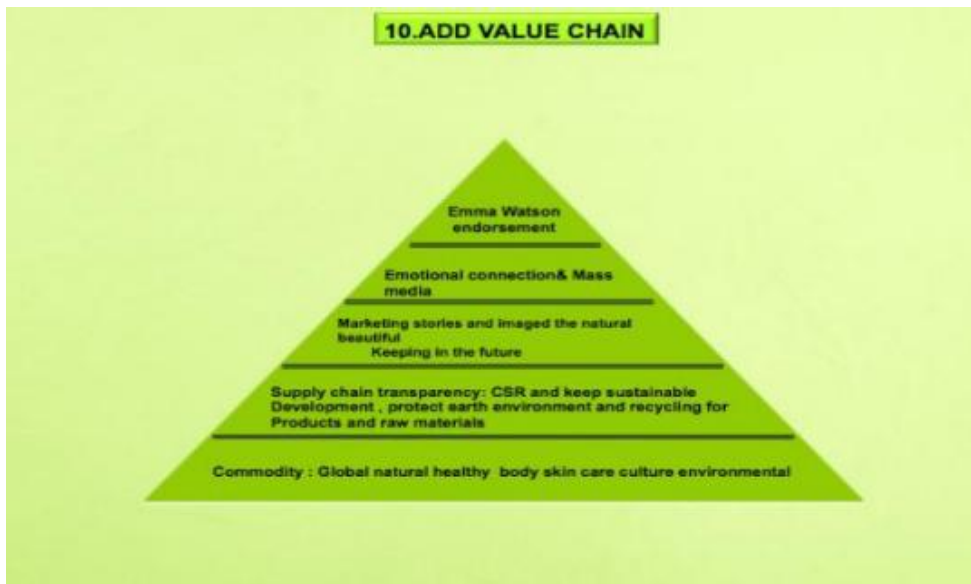 10.ADD VALUE CHAIN
Emma Watson
endorsement
Emotional connection& Mass
media
Marketing stories and imaged the natural
beautiful
Keeping in the future
Supply chain transparency: CSR and keep sustainable
Development , protect earth environment and recycling for
Products and raw materials
Commodity : Global natural healthy body skin care culture environmental